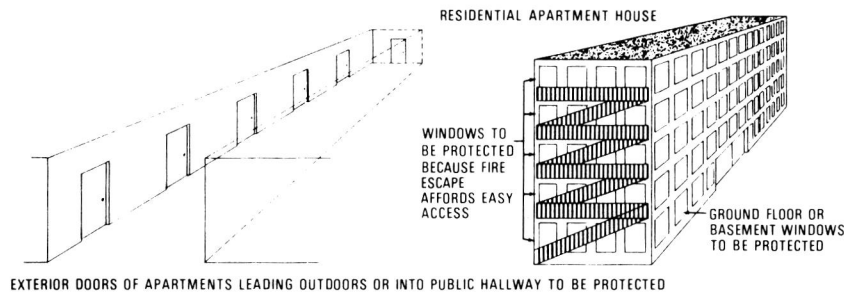 RESIDENTIAL APARTMENT HOUSE
WINDOWS TO
BE PROTECTED
BECAUSE FIRE
ESCAPE
AFFORDS EASY
ACCESS
GROUND FLOOR OR
BASEMENT WINDOWS
TO BE PROTECTED
EXTERIOR DOORS OF APARTMENTS LEADING OUTDOORS OR INTO PUBLIC HALLWAY TO BE PROTECTED